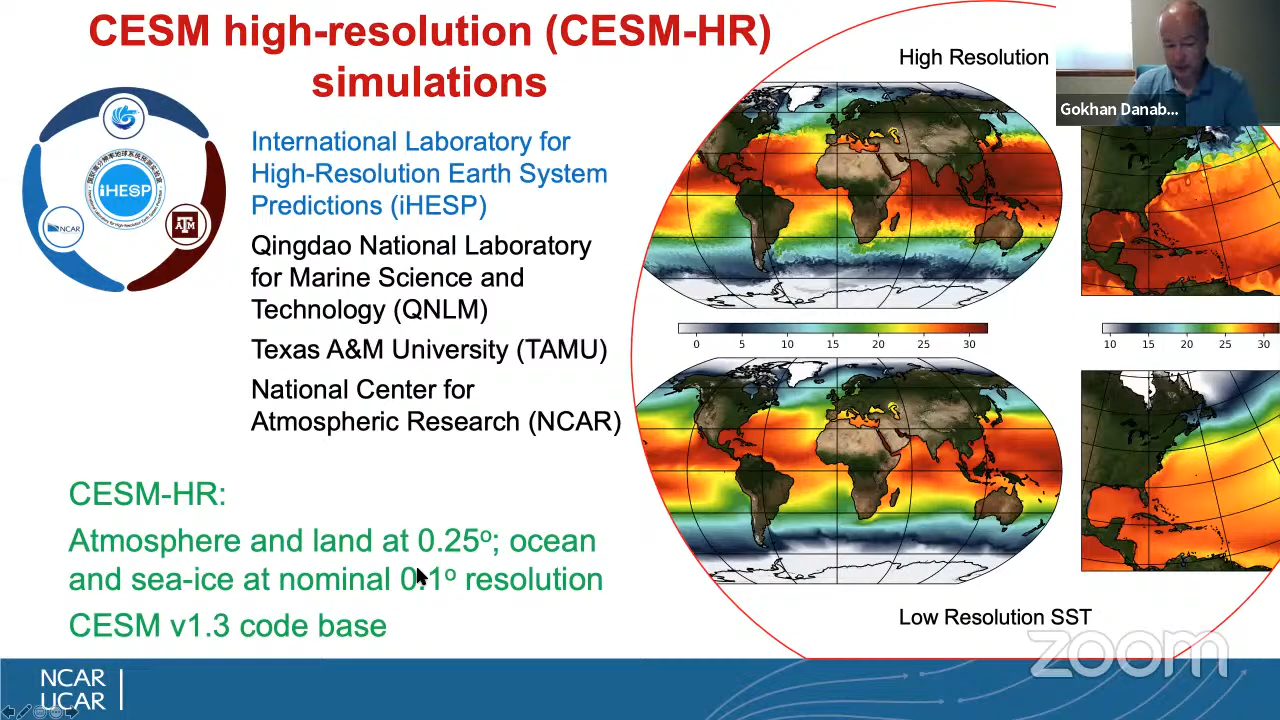 CESM high-resolution (CESM-HR)
simulations
High Resolution
Gokhan Danab...
iHESP
NCAR
ATM
International Laboratory for
High-Resolution Earth System
Predictions (iHESP)
Qingdao National Laboratory
for Marine Science and
Technology (QNLM)
Texas A&M University (TAMU)
National Center for
Atmospheric Research (NCAR)
0 5 10 15 20 25 30
10 15 20 25 30
CESM-HR:
Atmosphere and land at 0.25º; ocean
and sea-ice at nominal 0.1º resolution
CESM v1.3 code base
Low Resolution SST
zoom
NCAR
UCAR